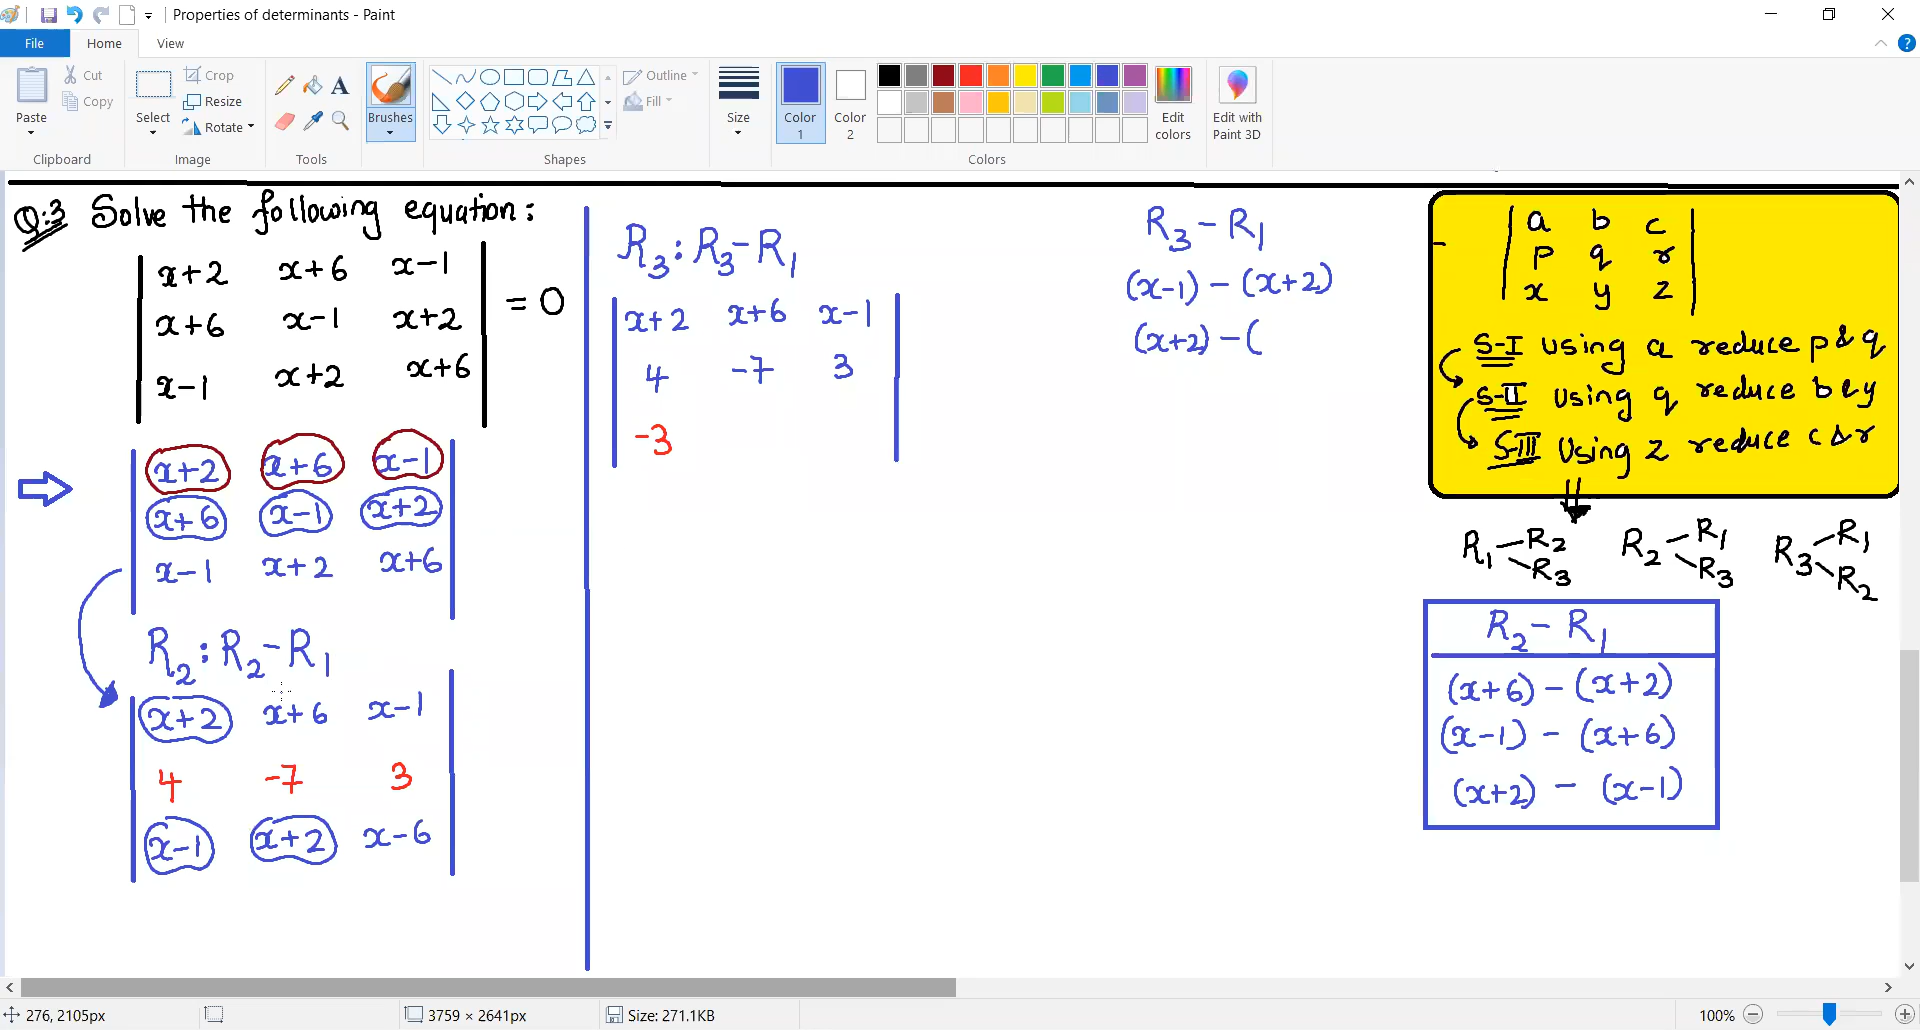 Properties of determinants - Paint
File Home View
Paste
Cut
Copy
Clipboard
Select
Crop
Resize
Rotate
Image
A
Tools
Brushes
Outline
Fill
Shapes
Size
Color 1
Color 2
Colors
Edit colors
Edit with Paint 3D
Q:3 Solve the following equation:
x+2 x+6 x-1
x+6 x-1 x+2 = 0
x-1 x+2 x+6
x+2 x+6 x-1
x+6 x-1 x+2
x-1 x+2 x+6
R2 : R2 - R1
x+2 x+6 x-1
4 -7 3
x-1 x+2 x-6
R3 : R3 - R1
x+2 x+6 x-1
4 -7 3
-3
R3 - R1
(x-1) - (x+2)
(x+2) - (
a b c
p q r
x y z
S-I using a reduce p & q
S-II Using q reduce b & y
S-III Using z reduce c & r
R1 R2 R3
R2 R1 R3
R3 R1 R2
R2 - R1
(x+6) - (x+2)
(x-1) - (x+6)
(x+2) - (x-1)
276, 2105px
3759 × 2641px
Size: 271.1KB
100%